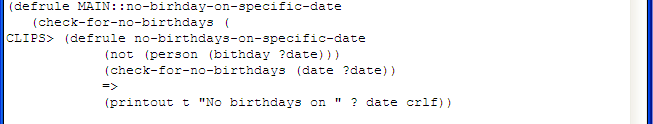 (defrule MAIN::no-birhday-on-specific-date
(check-for-no-birthdays (
CLIPS> (defrule no-birthdays-on-specific-date
(not (person (bithday ?date)))
(check-for-no-birthdays (date ?date))
=>
(printout t "No birthdays on " ? date crlf))